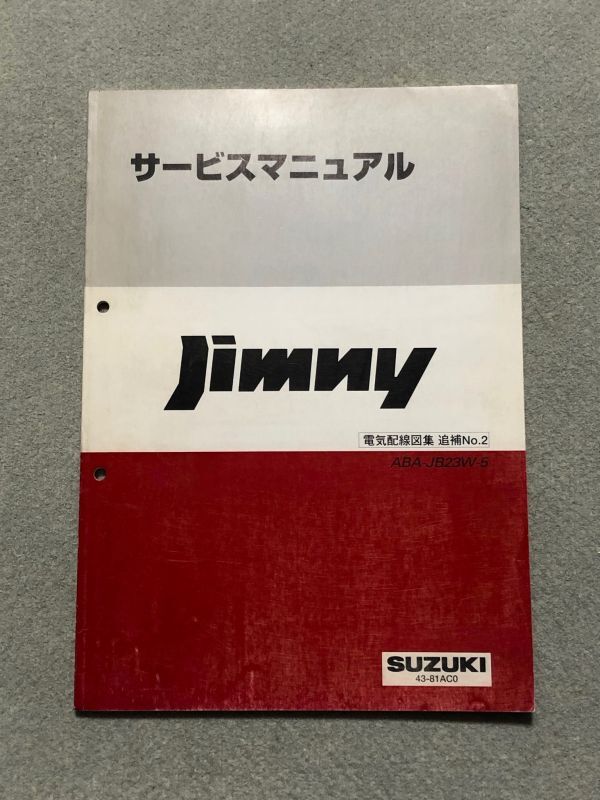 サービスマニュアル
Jimny
電気配線図集 追補No.2
ABA-JB23W-5
SUZUKI
43-81AC0